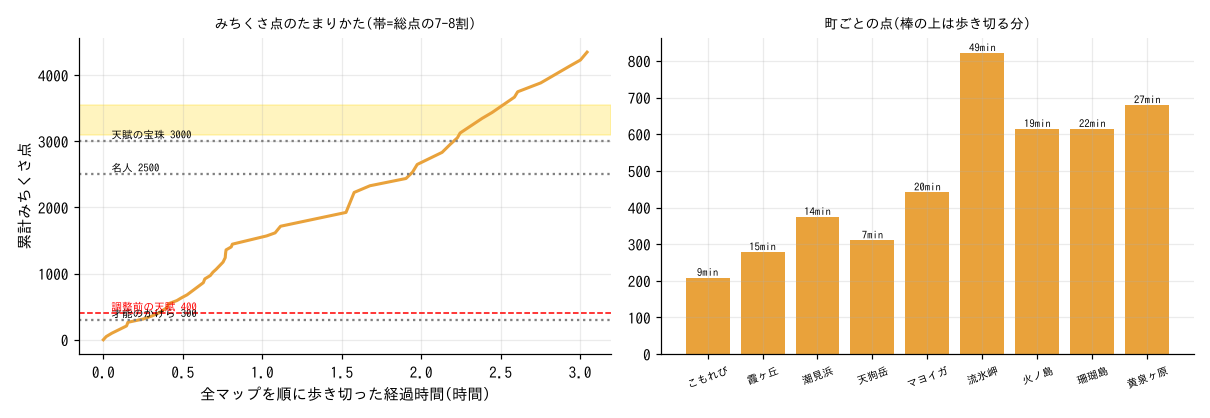 みちくさ点のたまりかた(帯=総点の7-8割)
累計みちくさ点
4000
3000
2000
1000
0
天賦の宝珠 3000
名人 2500
調整前の天賦 400
才能のかけら 300
0.0 0.5 1.0 1.5 2.0 2.5 3.0
全マップを順に歩き切った経過時間(時間)
町ごとの点(棒の上は歩き切る分)
800
700
600
500
400
300
200
100
0
9min
15min
14min
7min
20min
49min
19min
22min
27min
こもれび
霞ヶ丘
潮見浜
天狗岳
マヨイガ
流氷岬
火ノ島
珊瑚島
黄泉ヶ原